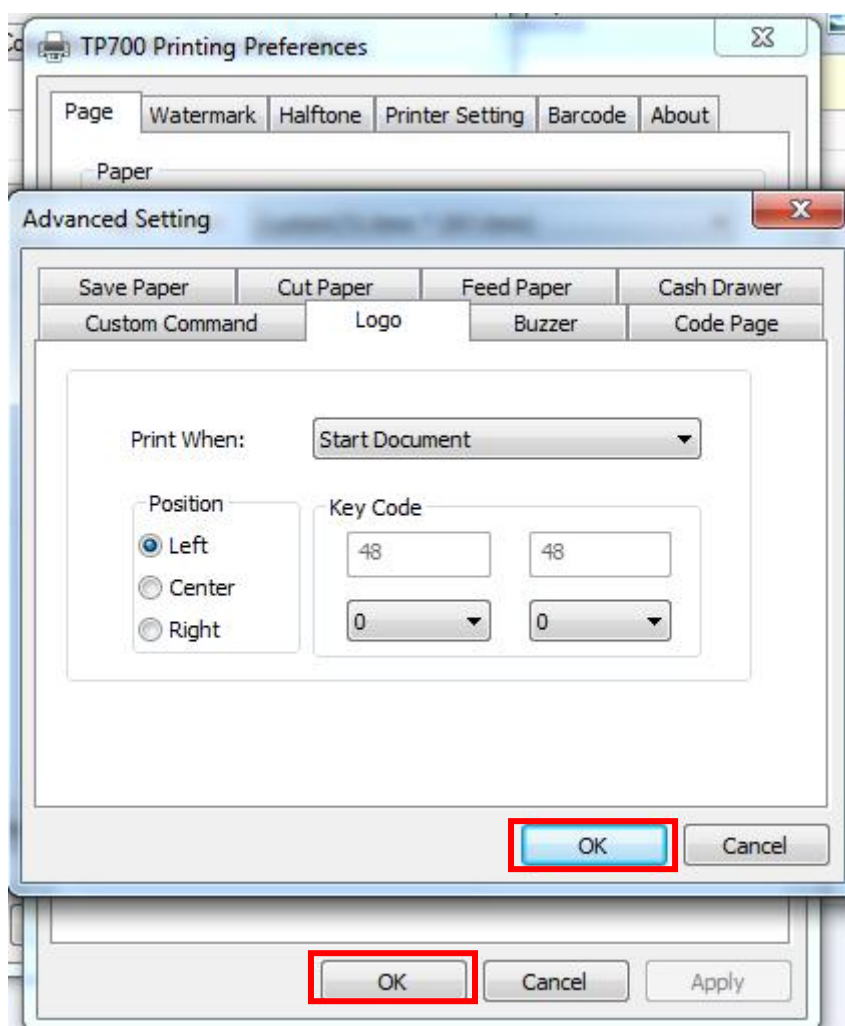 TP700 Printing Preferences
Page Watermark Halftone Printer Setting Barcode About
Paper
Advanced Setting
Save Paper Cut Paper Feed Paper Cash Drawer
Custom Command Logo Buzzer Code Page
Print When: Start Document
Position Key Code
Left 48 48
Center
Right 0 0
OK Cancel
OK Cancel Apply